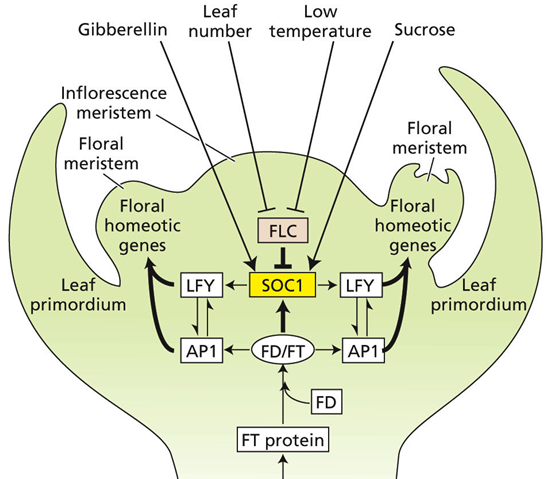 Gibberellin
Leaf
number
Low
temperature
Sucrose
Inflorescence
meristem
Floral
meristem
Floral
meristem
Floral
homeotic
genes
Floral
homeotic
genes
FLC
Leaf
primordium
LFY
SOC1
LFY
Leaf
primordium
AP1
FD/FT
AP1
FD
FT protein